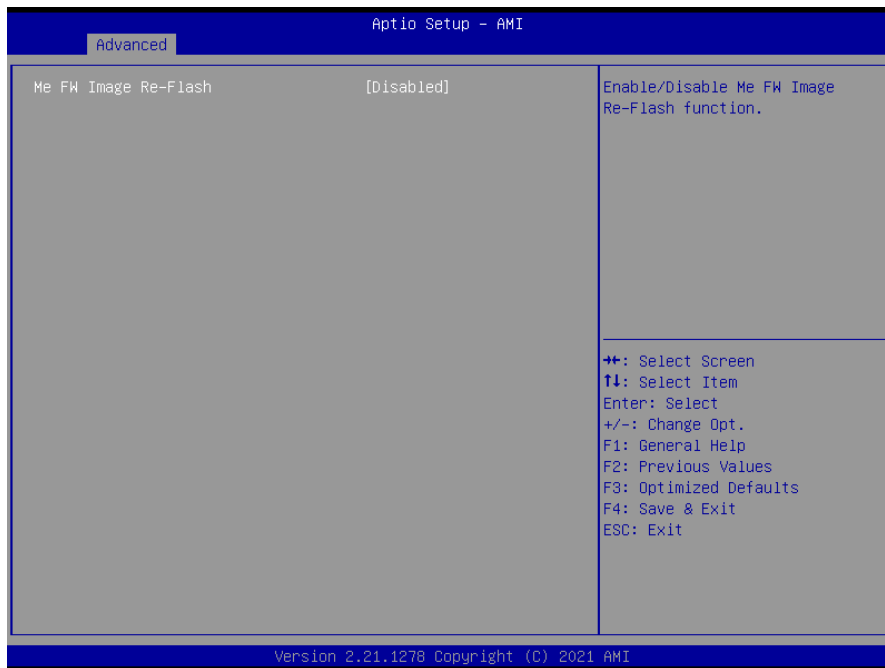 Aptio Setup – AMI
Advanced
Me FW Image Re-Flash [Disabled]
Enable/Disable Me FW Image
Re-Flash function.
→←: Select Screen
↑↓: Select Item
Enter: Select
+/-: Change Opt.
F1: General Help
F2: Previous Values
F3: Optimized Defaults
F4: Save & Exit
ESC: Exit
Version 2.21.1278 Copyright (C) 2021 AMI